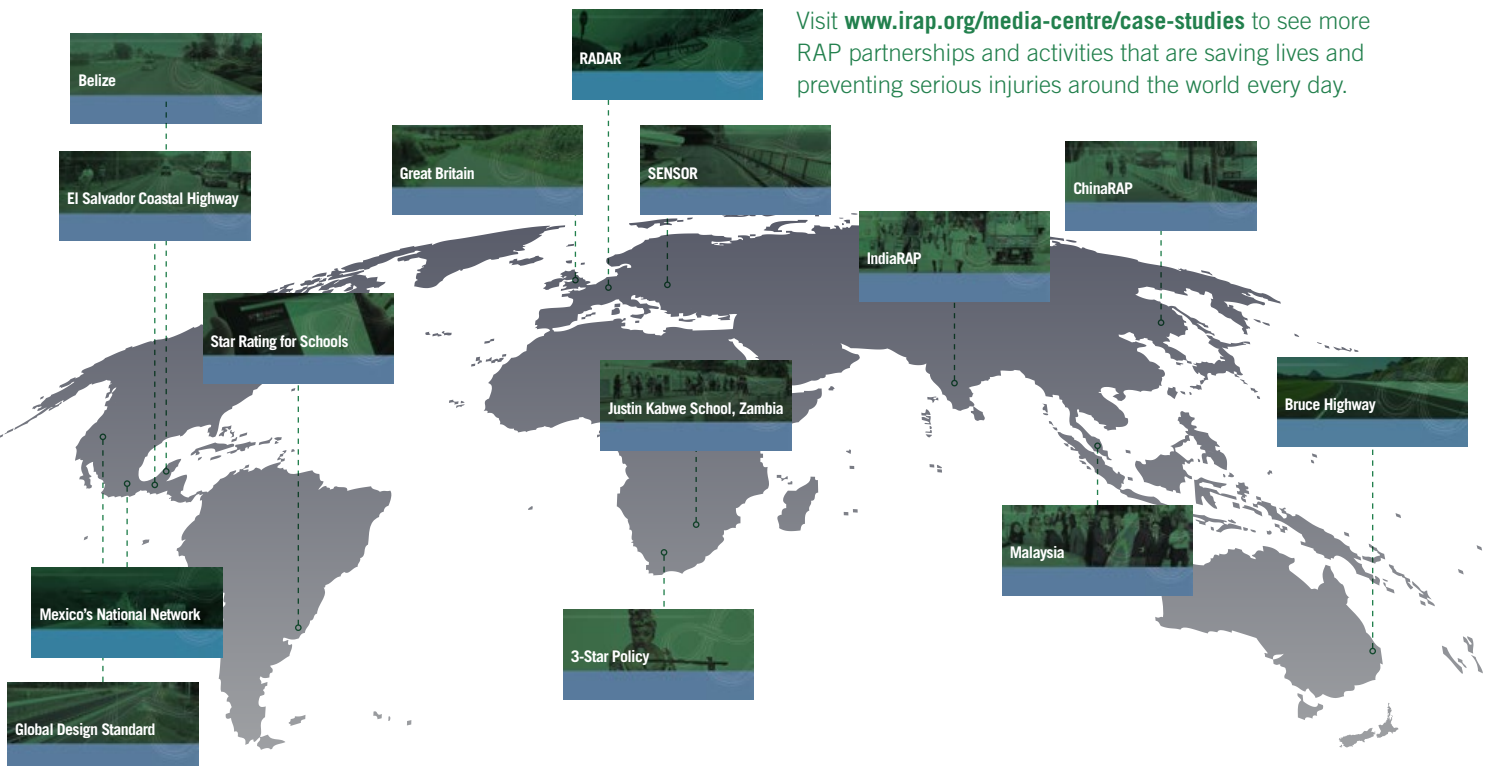 Visit www.irap.org/media-centre/case-studies to see more
RAP partnerships and activities that are saving lives and
preventing serious injuries around the world every day.
RADAR
Belize
Great Britain
SENSOR
ChinaRAP
El Salvador Coastal Highway
IndiaRAP
Star Rating for Schools
Justin Kabwe School, Zambia
Bruce Highway
Malaysia
Mexico’s National Network
3-Star Policy
Global Design Standard